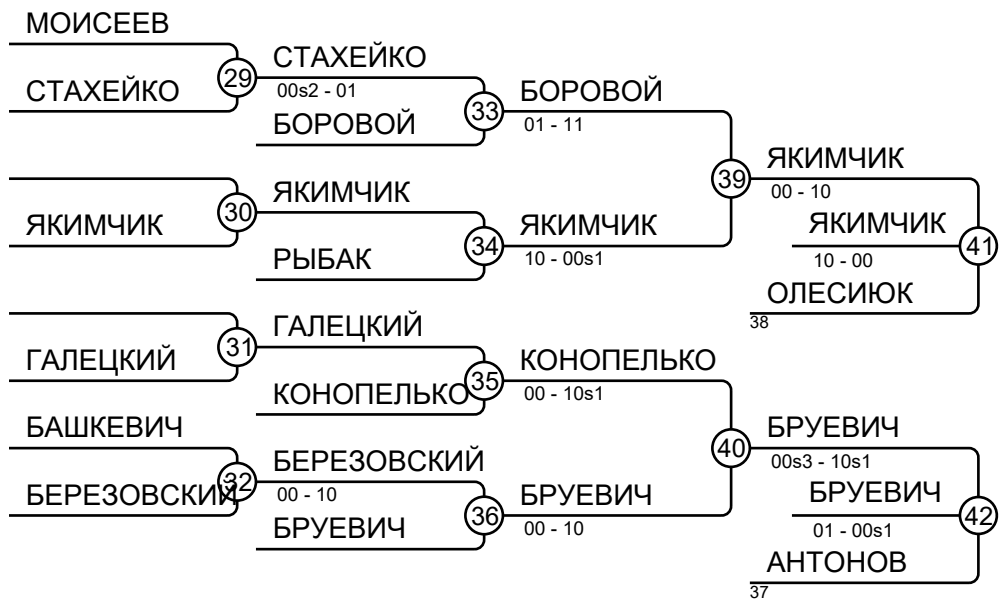 МОИСЕЕВ
СТАХЕЙКО
29
СТАХЕЙКО
00s2 - 01
БОРОВОЙ
33
БОРОВОЙ
01 - 11
ЯКИМЧИК
30
ЯКИМЧИК
РЫБАК
34
ЯКИМЧИК
10 - 00s1
39
ЯКИМЧИК
00 - 10
ЯКИМЧИК
10 - 00
41
ОЛЕСИЮК
38
ГАЛЕЦКИЙ
31
ГАЛЕЦКИЙ
КОНОПЕЛЬКО
35
КОНОПЕЛЬКО
00 - 10s1
БАШКЕВИЧ
БЕРЕЗОВСКИЙ
32
БЕРЕЗОВСКИЙ
00 - 10
БРУЕВИЧ
36
БРУЕВИЧ
00 - 10
40
БРУЕВИЧ
00s3 - 10s1
БРУЕВИЧ
01 - 00s1
42
АНТОНОВ
37